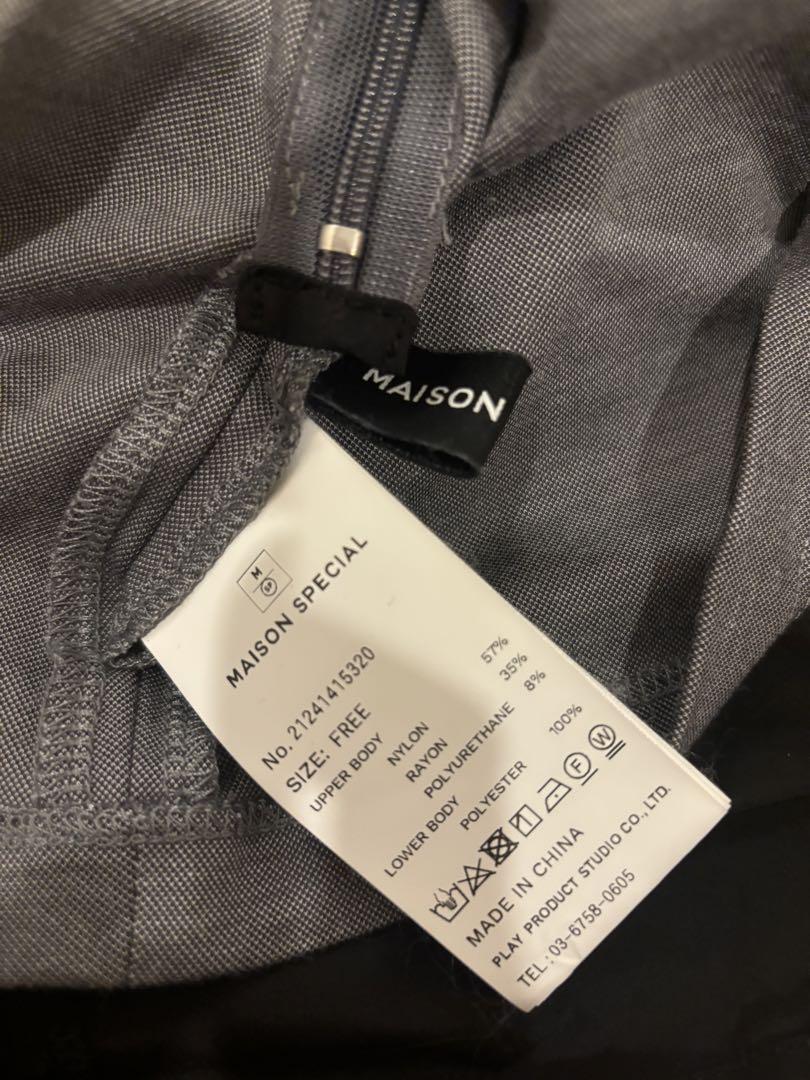 MAISON
M
SP
MAISON SPECIAL
No. 21241415320
SIZE: FREE
UPPER BODY
NYLON 57%
RAYON 35%
POLYURETHANE 8%
LOWER BODY
POLYESTER 100%
F W
MADE IN CHINA
PLAY PRODUCT STUDIO CO., LTD.
TEL: 03-6758-0605